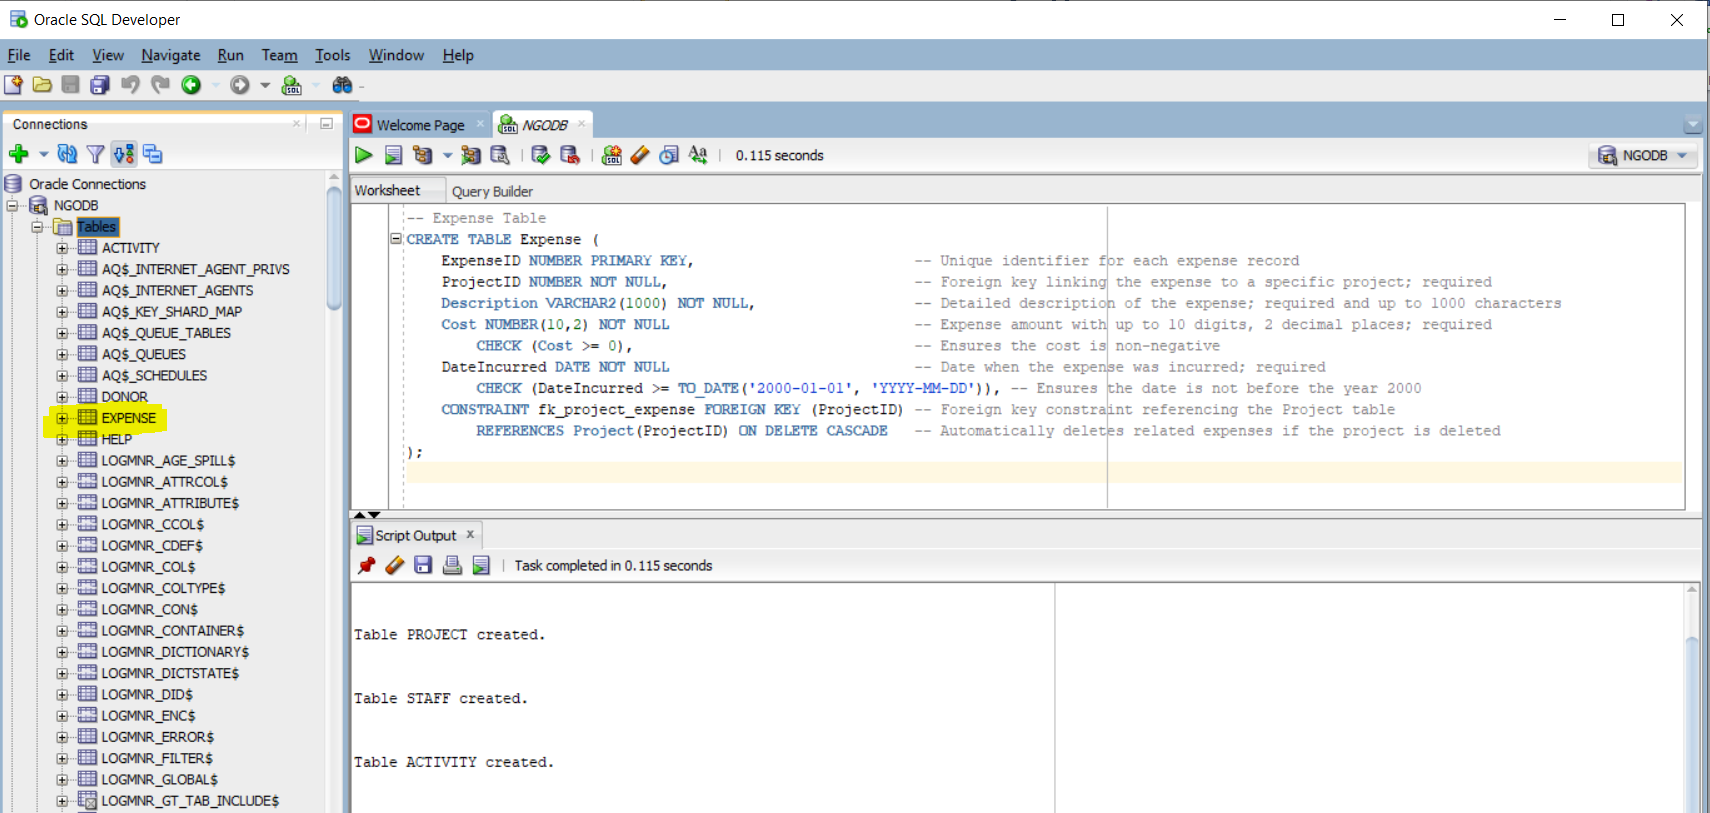 Oracle SQL Developer
File Edit View Navigate Run Team Tools Window Help
Connections
Oracle Connections
NGODB
Tables
ACTIVITY
AQ$_INTERNET_AGENT_PRIVS
AQ$_INTERNET_AGENTS
AQ$_KEY_SHARD_MAP
AQ$_QUEUE_TABLES
AQ$_QUEUES
AQ$_SCHEDULES
DONOR
EXPENSE
HELP
LOGMNR_AGE_SPILL$
LOGMNR_ATTRCOL$
LOGMNR_ATTRIBUTE$
LOGMNR_CCOL$
LOGMNR_CDEF$
LOGMNR_COL$
LOGMNR_COLTYPE$
LOGMNR_CON$
LOGMNR_CONTAINER$
LOGMNR_DICTIONARY$
LOGMNR_DICTSTATE$
LOGMNR_DID$
LOGMNR_ENC$
LOGMNR_ERROR$
LOGMNR_FILTER$
LOGMNR_GLOBAL$
LOGMNR_GT_TAB_INCLUDE$
Welcome Page NGODB
0.115 seconds NGODB
Worksheet Query Builder
-- Expense Table
CREATE TABLE Expense (
ExpenseID NUMBER PRIMARY KEY, -- Unique identifier for each expense record
ProjectID NUMBER NOT NULL, -- Foreign key linking the expense to a specific project; required
Description VARCHAR2(1000) NOT NULL, -- Detailed description of the expense; required and up to 1000 characters
Cost NUMBER(10,2) NOT NULL -- Expense amount with up to 10 digits, 2 decimal places; required
CHECK (Cost >= 0), -- Ensures the cost is non-negative
DateIncurred DATE NOT NULL -- Date when the expense was incurred; required
CHECK (DateIncurred >= TO_DATE('2000-01-01', 'YYYY-MM-DD')), -- Ensures the date is not before the year 2000
CONSTRAINT fk_project_expense FOREIGN KEY (ProjectID) -- Foreign key constraint referencing the Project table
REFERENCES Project(ProjectID) ON DELETE CASCADE -- Automatically deletes related expenses if the project is deleted
);
Script Output
Task completed in 0.115 seconds
Table PROJECT created.
Table STAFF created.
Table ACTIVITY created.